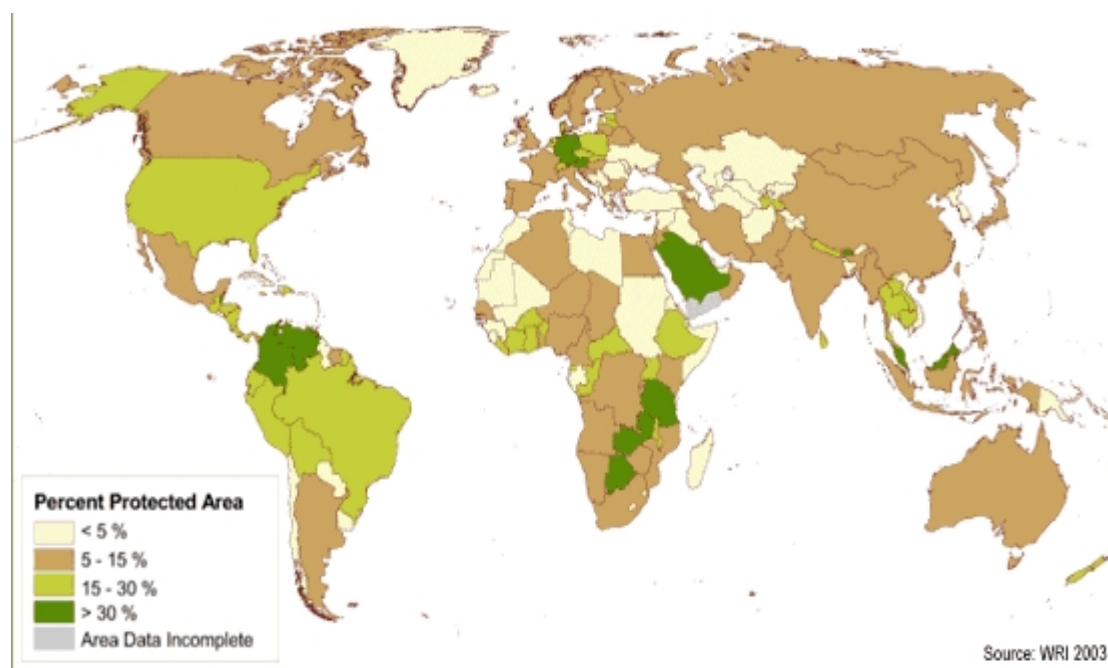 Percent Protected Area
< 5 %
5 - 15 %
15 - 30 %
> 30 %
Area Data Incomplete
Source: WRI 2003